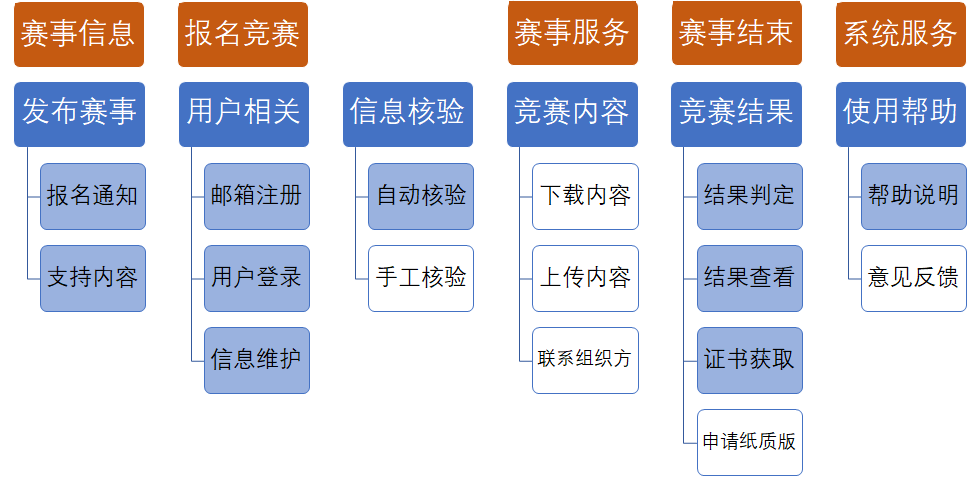 赛事信息
报名竞赛
赛事服务
赛事结束
系统服务
发布赛事
用户相关
信息核验
竞赛内容
竞赛结果
使用帮助
报名通知
邮箱注册
自动核验
下载内容
结果判定
帮助说明
支持内容
用户登录
手工核验
上传内容
结果查看
意见反馈
信息维护
联系组织方
证书获取
申请纸质版